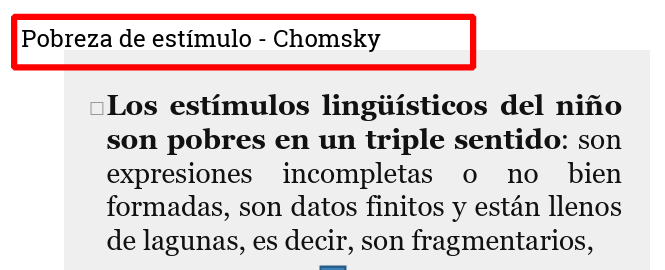 Pobreza de estímulo - Chomsky
Los estímulos lingüísticos del niño
son pobres en un triple sentido: son
expresiones incompletas o no bien
formadas, son datos finitos y están llenos
de lagunas, es decir, son fragmentarios,